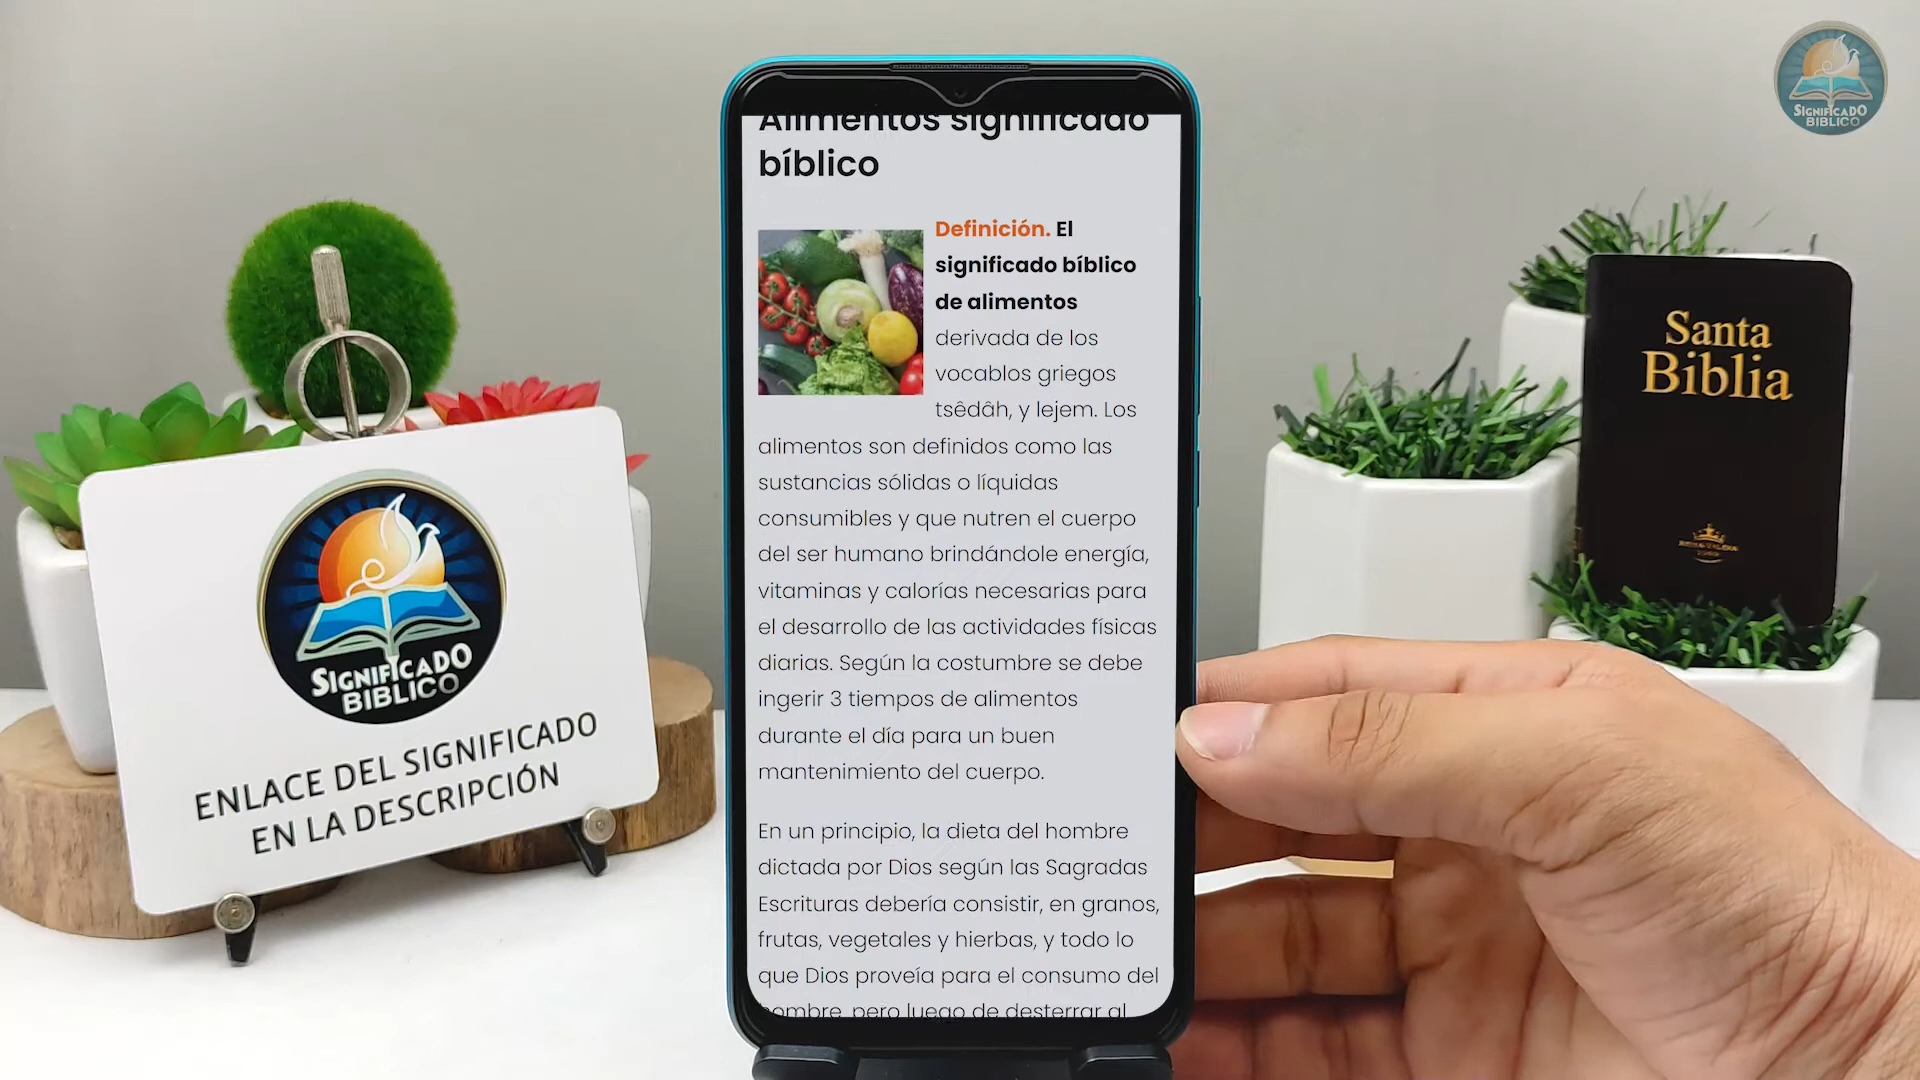 Alimentos significado
bíblico
Definición. El
significado bíblico
de alimentos
derivada de los
vocablos griegos
tsêdâh, y lejem. Los
alimentos son definidos como las
sustancias sólidas o líquidas
consumibles y que nutren el cuerpo
del ser humano brindándole energía,
vitaminas y calorías necesarias para
el desarrollo de las actividades físicas
diarias. Según la costumbre se debe
ingerir 3 tiempos de alimentos
durante el día para un buen
mantenimiento del cuerpo.
En un principio, la dieta del hombre
dictada por Dios según las Sagradas
Escrituras debería consistir, en granos,
frutas, vegetales y hierbas, y todo lo
que Dios proveía para el consumo del
hombre, pero luego de desterrar al
SIGNIFICADO
BIBLICO
ENLACE DEL SIGNIFICADO
EN LA DESCRIPCIÓN
SIGNIFICADO
BIBLICO
Santa
Biblia